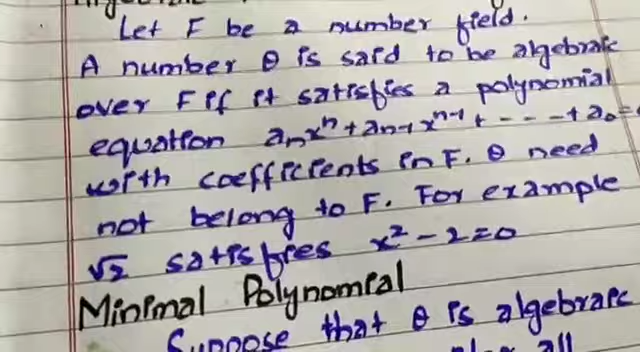 Let F be a number field.
A number θ is said to be algebraic
over F if it satisfies a polynomial
equation aₙxⁿ + aₙ₋₁xⁿ⁻¹ + - - - + a₀ =
with coefficients in F. θ need
not belong to F. For example
√2 satisfies x² - 2 = 0
Minimal Polynomial
Suppose that θ is algebraic
all